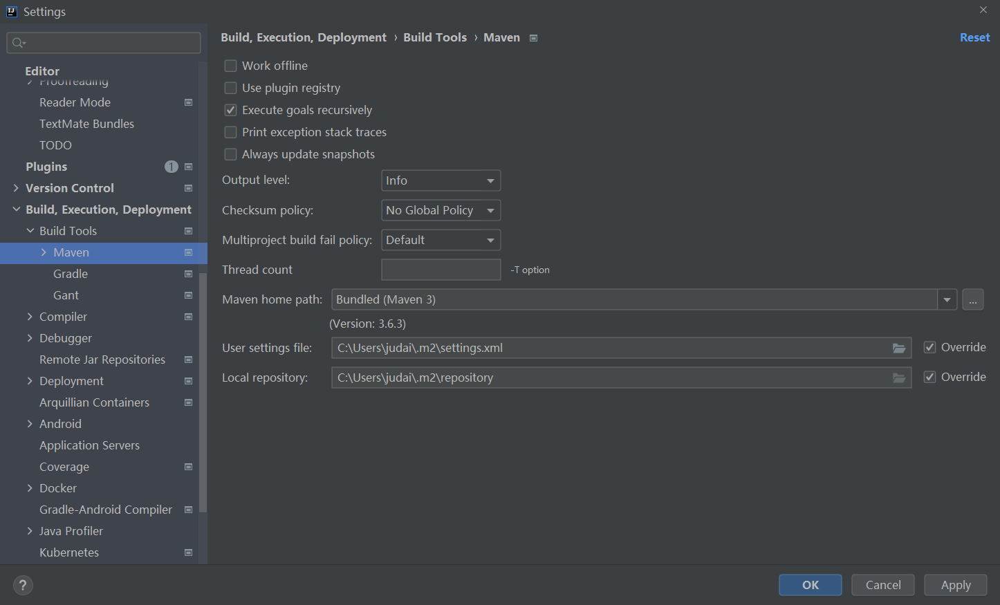 Settings
Editor
Proofreading
Reader Mode
TextMate Bundles
TODO
Plugins 1
Version Control
Build, Execution, Deployment
Build Tools
Maven
Gradle
Gant
Compiler
Debugger
Remote Jar Repositories
Deployment
Arquillian Containers
Android
Application Servers
Coverage
Docker
Gradle-Android Compiler
Java Profiler
Kubernetes
Build, Execution, Deployment › Build Tools › Maven
Reset
Work offline
Use plugin registry
Execute goals recursively
Print exception stack traces
Always update snapshots
Output level: Info
Checksum policy: No Global Policy
Multiproject build fail policy: Default
Thread count -T option
Maven home path: Bundled (Maven 3) ...
(Version: 3.6.3)
User settings file: C:\Users\judai\.m2\settings.xml Override
Local repository: C:\Users\judai\.m2\repository Override
? OK Cancel Apply